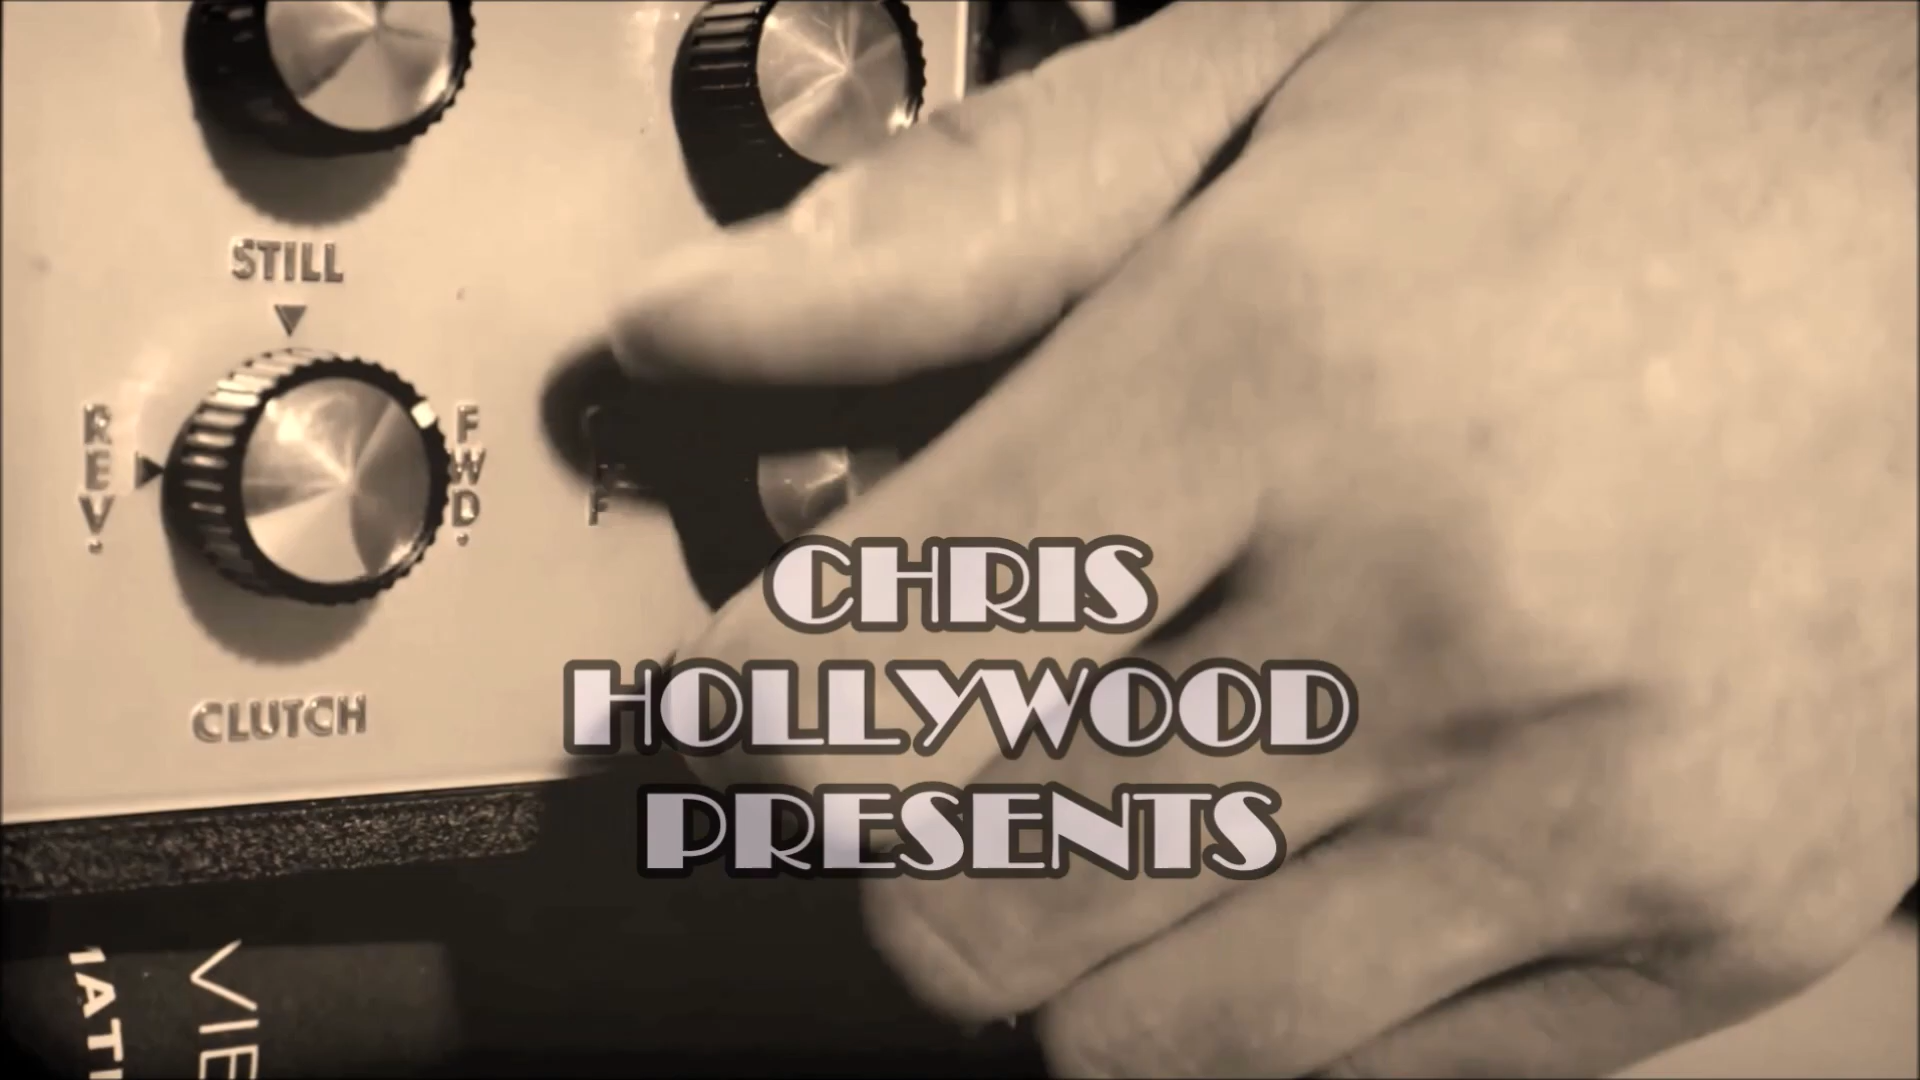 STILL
REV.
FWD.
F
CLUTCH
CHRIS
HOLLYWOOD
PRESENTS